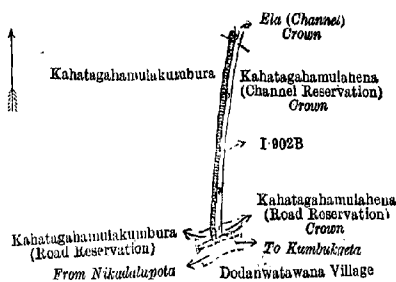 Ela (Channel)
Crown
Kahatagahamulakumbura
Kahatagahamulahena
(Channel Reservation)
Crown
I·902B
Kahatagahamulahena
(Road Reservation)
Crown
Kahatagahamulakumbura
(Road Reservation)
To Kumbukgeta
From Nikadalupota
Dodanwatawana Village